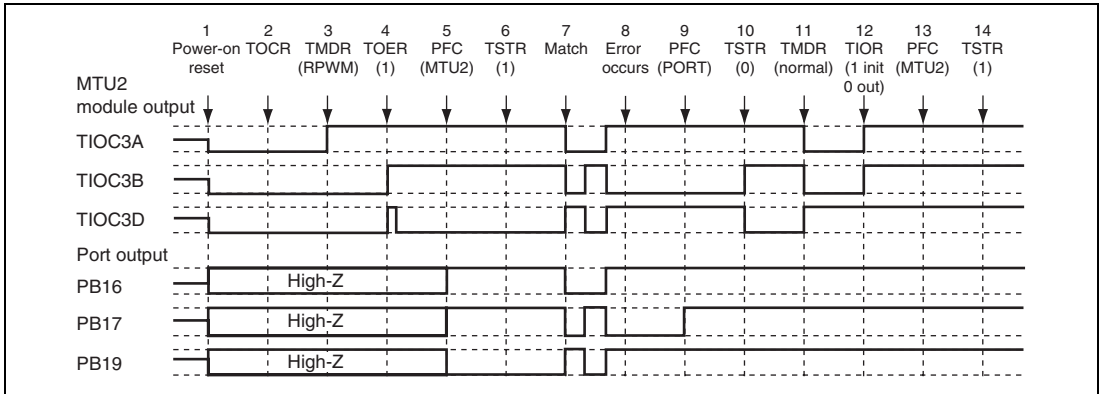 1 2 3 4 5 6 7 8 9 10 11 12 13 14
Power-on TOCR TMDR TOER PFC TSTR Match Error PFC TSTR TMDR TIOR PFC TSTR
reset (RPWM) (1) (MTU2) (1) occurs (PORT) (0) (normal) (1 init (MTU2) (1)
0 out)
MTU2
module output
TIOC3A
TIOC3B
TIOC3D
Port output
PB16 High-Z
PB17 High-Z
PB19 High-Z